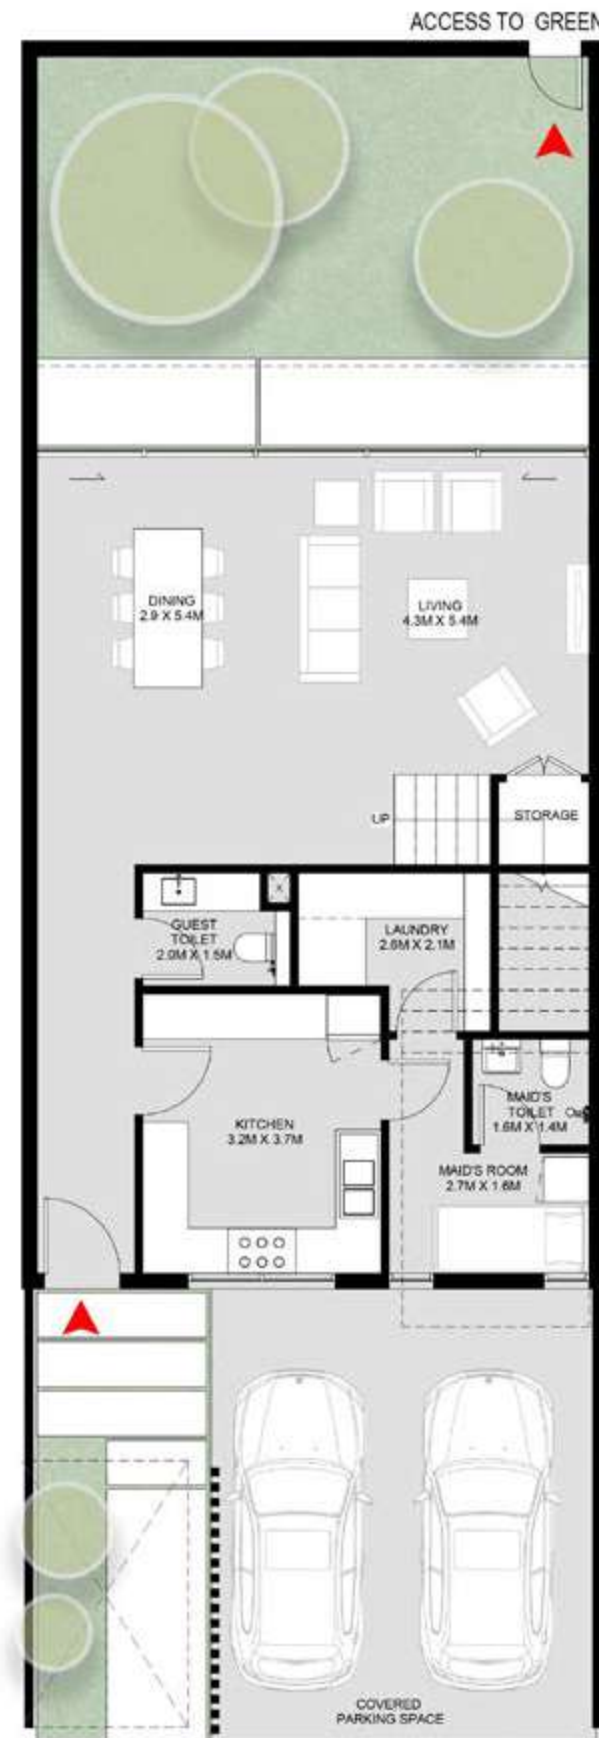 ACCESS TO GREEN
DINING
2.9 X 5.4M
LIVING
4.3M X 5.4M
UP
STORAGE
X
GUEST
TOILET
2.0M X 1.5M
LAUNDRY
2.6M X 2.1M
MAID'S
TOILET
1.6M X 1.4M
KITCHEN
3.2M X 3.7M
MAID'S ROOM
2.7M X 1.6M
COVERED
PARKING SPACE